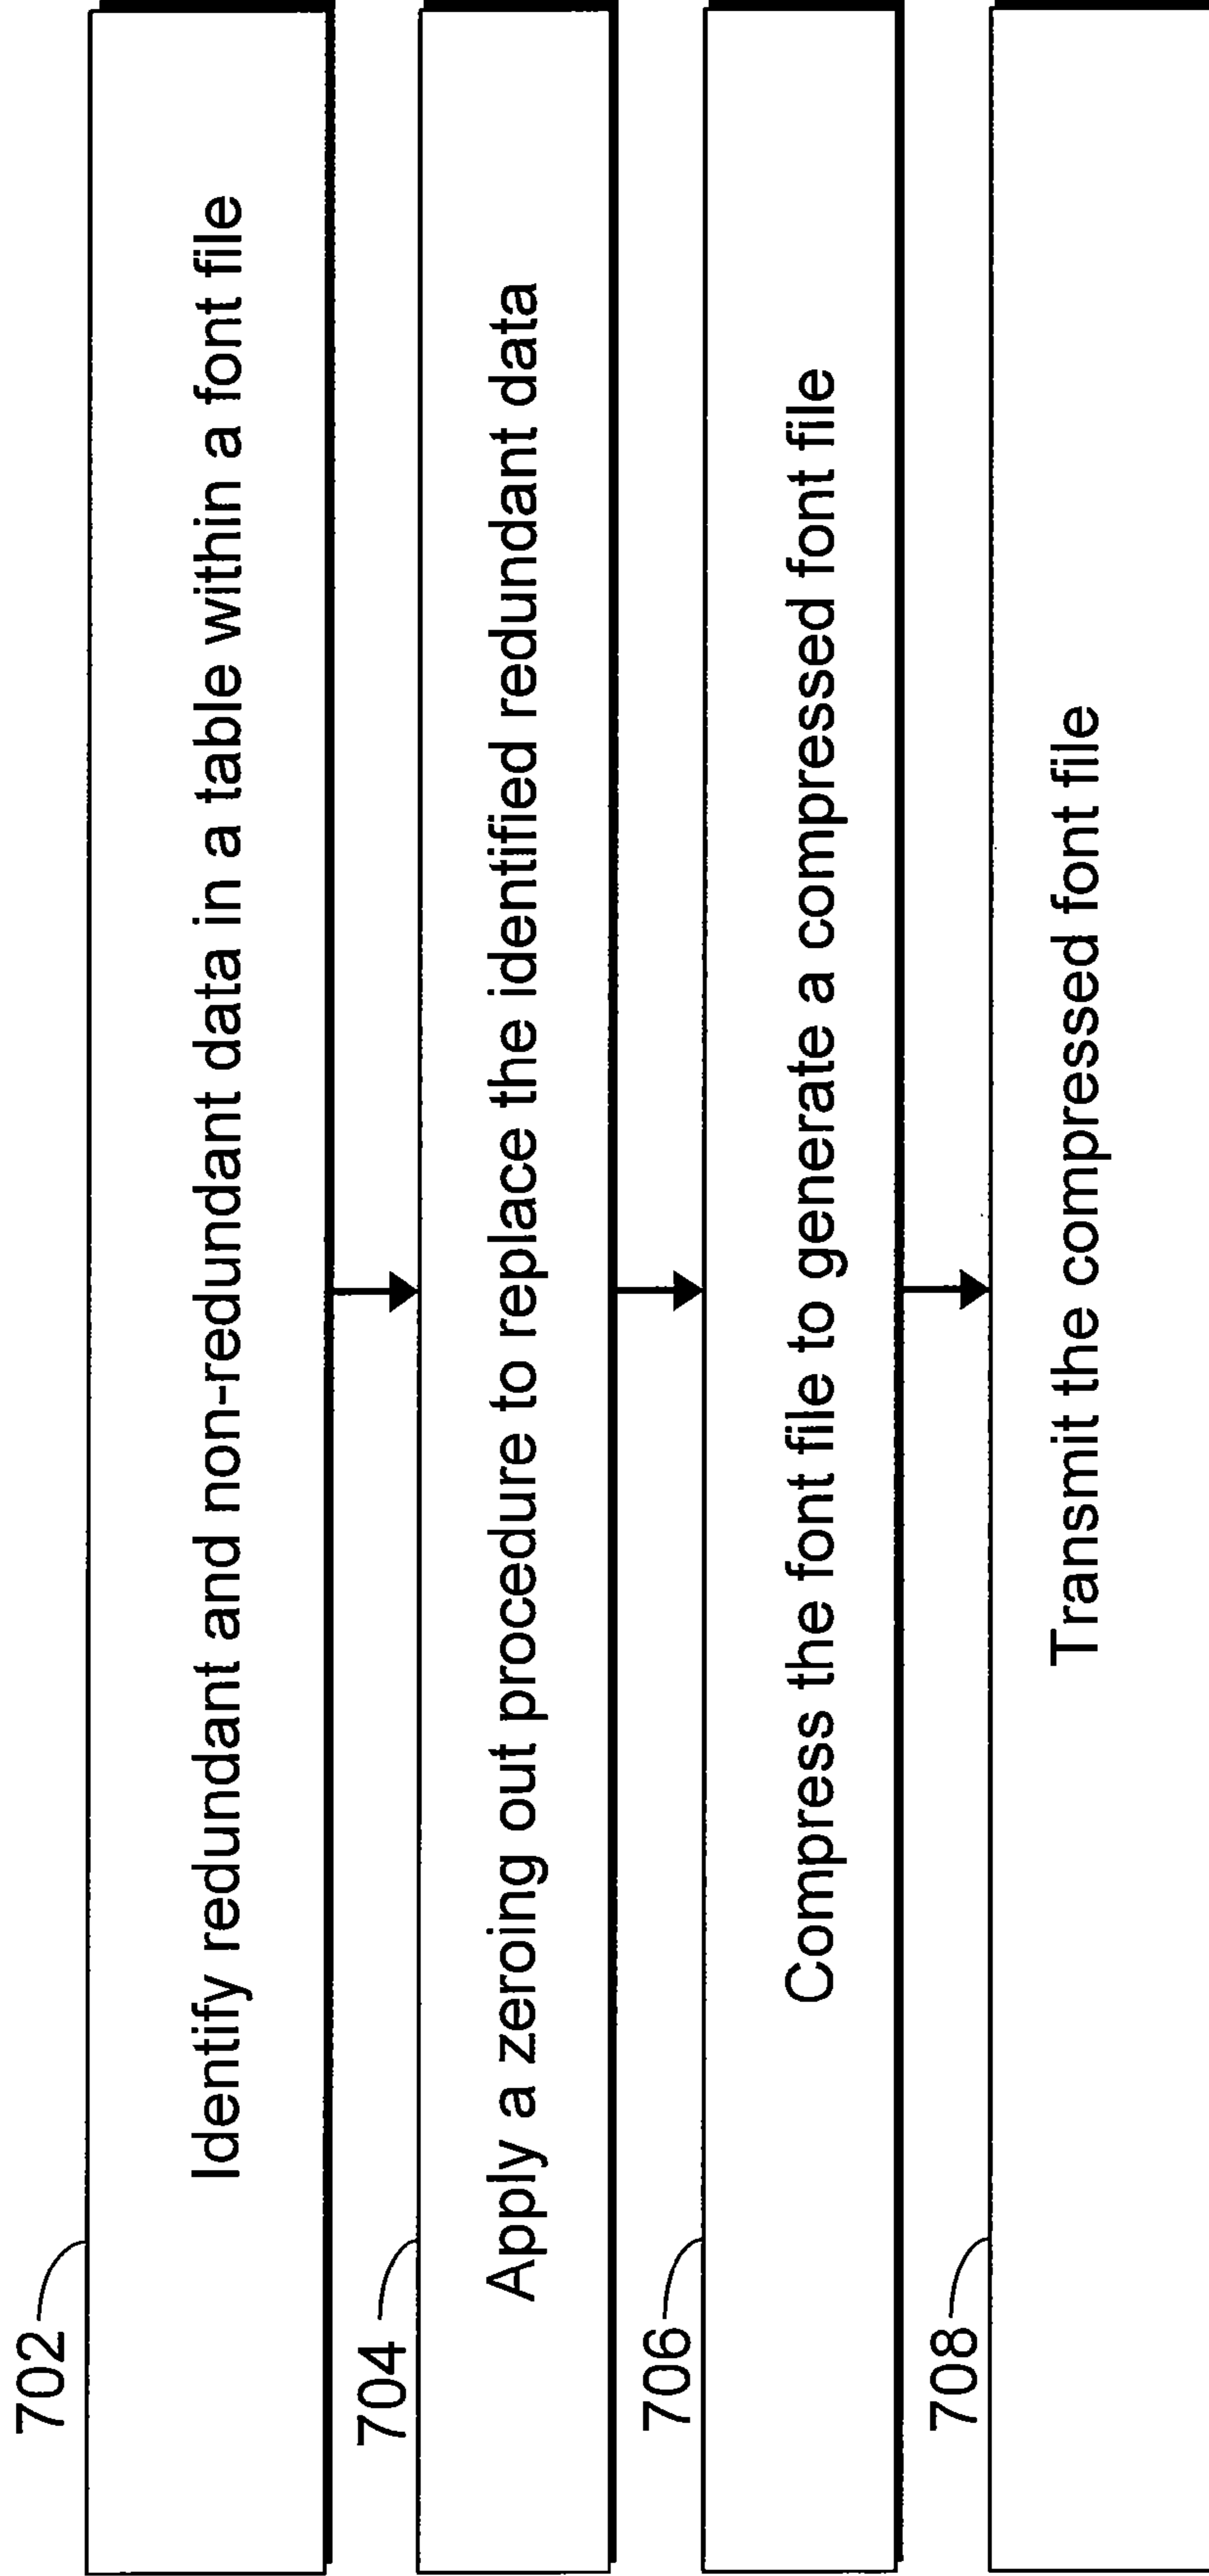 702
Identify redundant and non-redundant data in a table within a font file
704
Apply a zeroing out procedure to replace the identified redundant data
706
Compress the font file to generate a compressed font file
708
Transmit the compressed font file